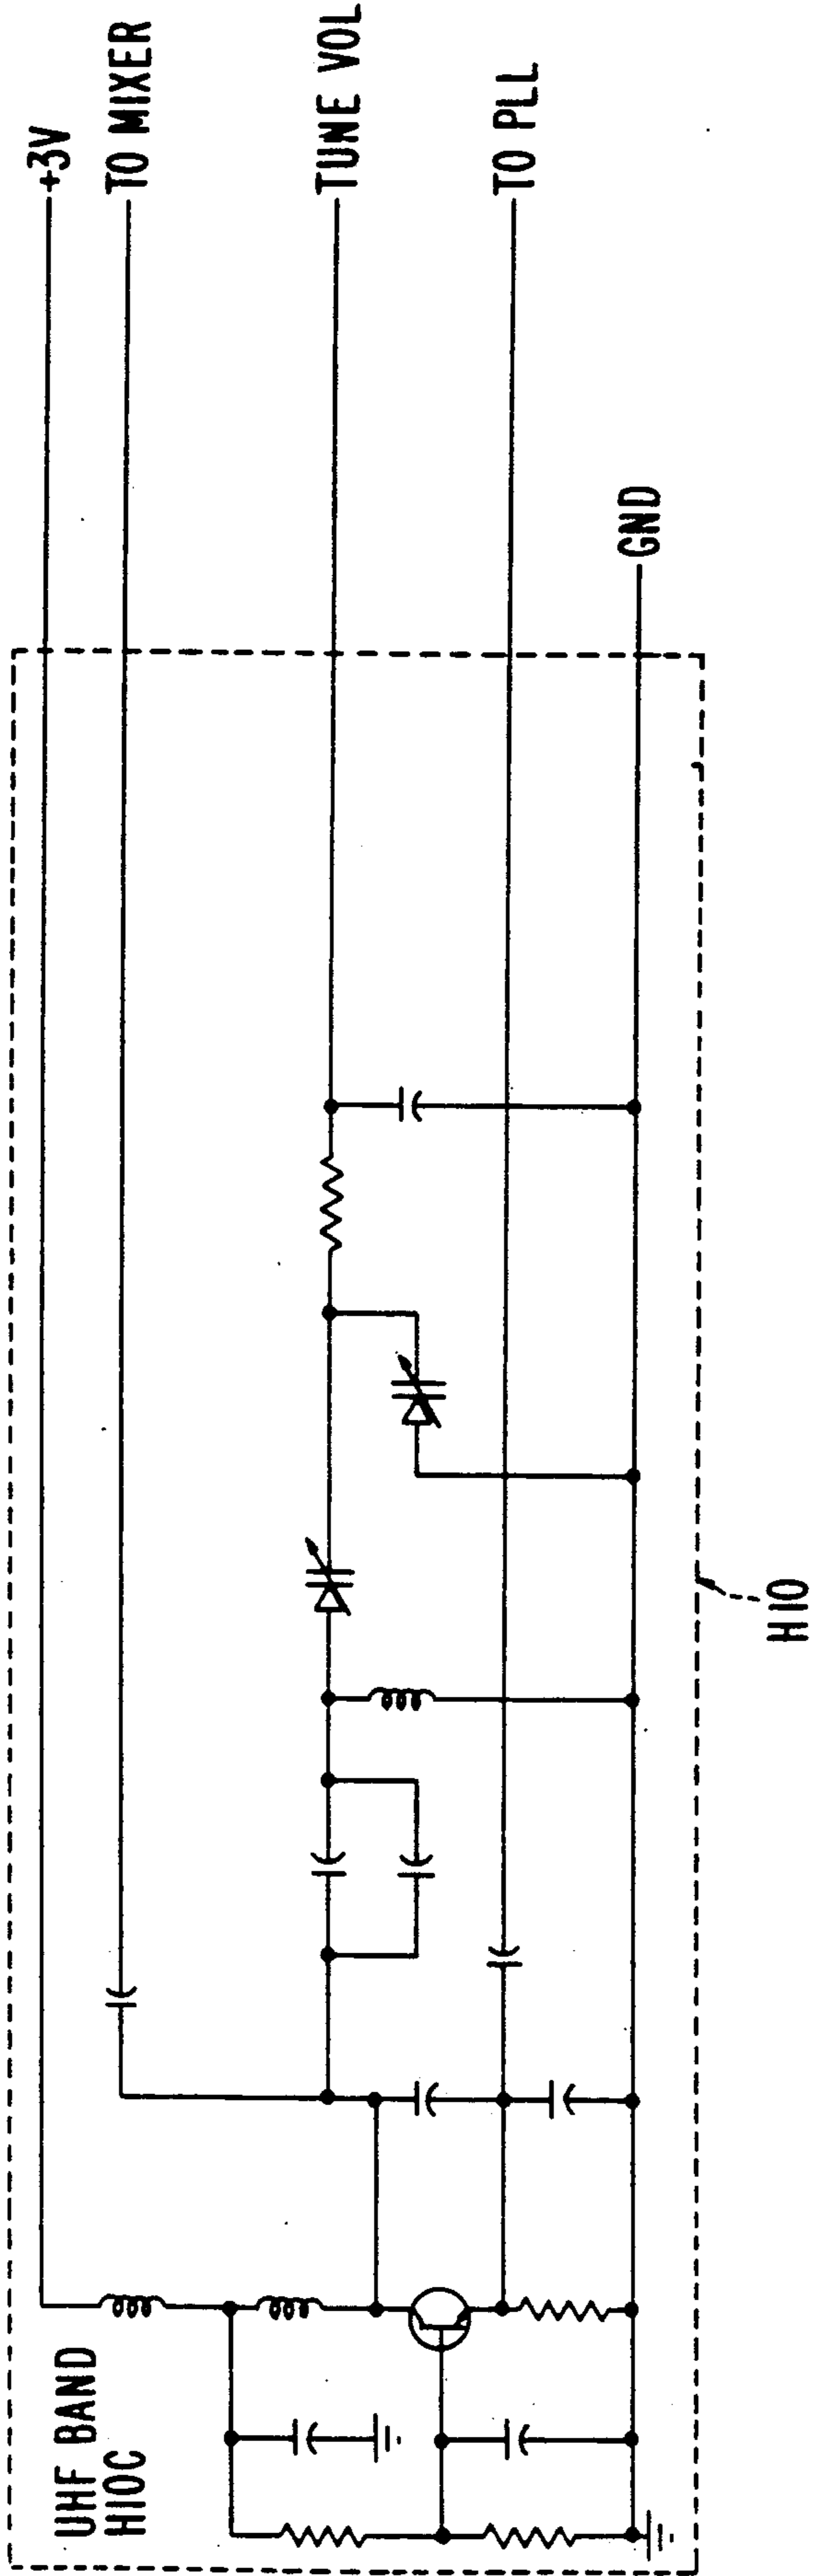 +3V
TO MIXER
TUNE VOL
TO PLL
GND
UHF BAND
H10C
H10